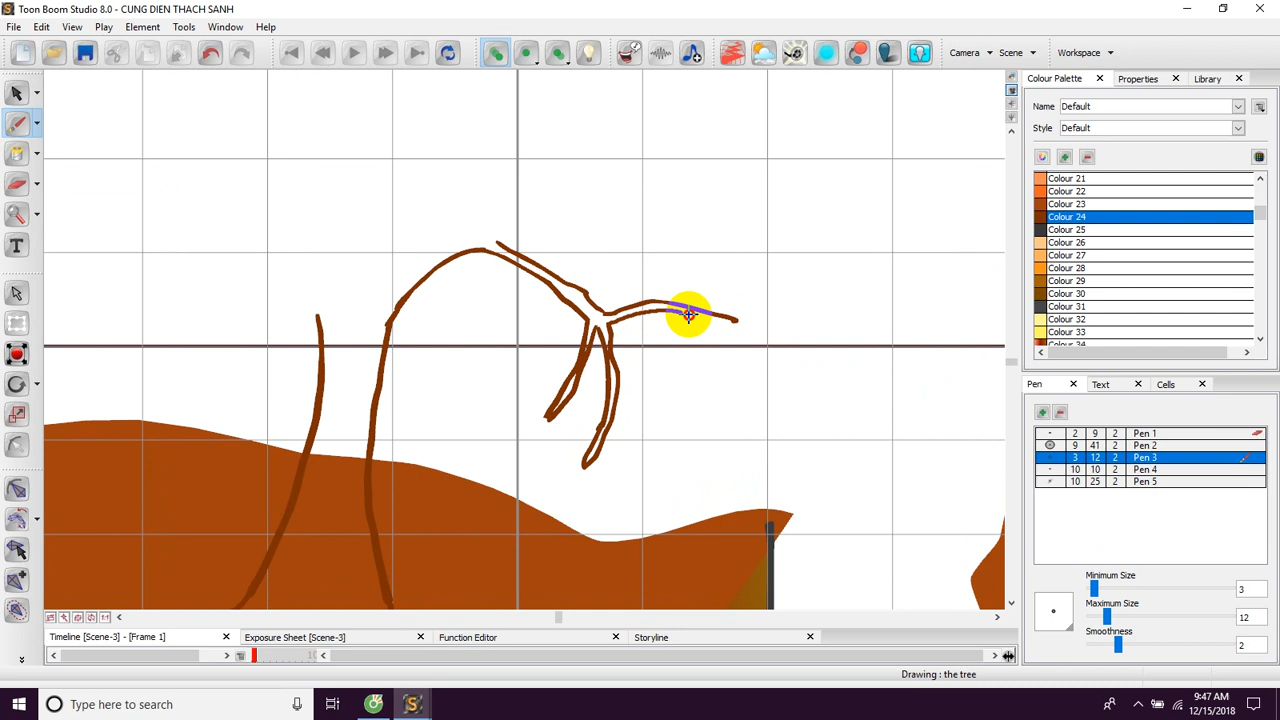 Toon Boom Studio 8.0 - CUNG DIEN THACH SANH
File Edit View Play Element Tools Window Help
Camera Scene Workspace
Colour Palette Properties Library
Name Default
Style Default
Colour 21
Colour 22
Colour 23
Colour 24
Colour 25
Colour 26
Colour 27
Colour 28
Colour 29
Colour 30
Colour 31
Colour 32
Colour 33
Colour 34
Pen Text Cells
2 9 2 Pen 1
9 41 2 Pen 2
3 12 2 Pen 3
10 10 2 Pen 4
10 25 2 Pen 5
Minimum Size
3
Maximum Size
12
Smoothness
2
Timeline [Scene-3] - [Frame 1] Exposure Sheet [Scene-3] Function Editor Storyline
Drawing : the tree
Type here to search
9:47 AM
12/15/2018